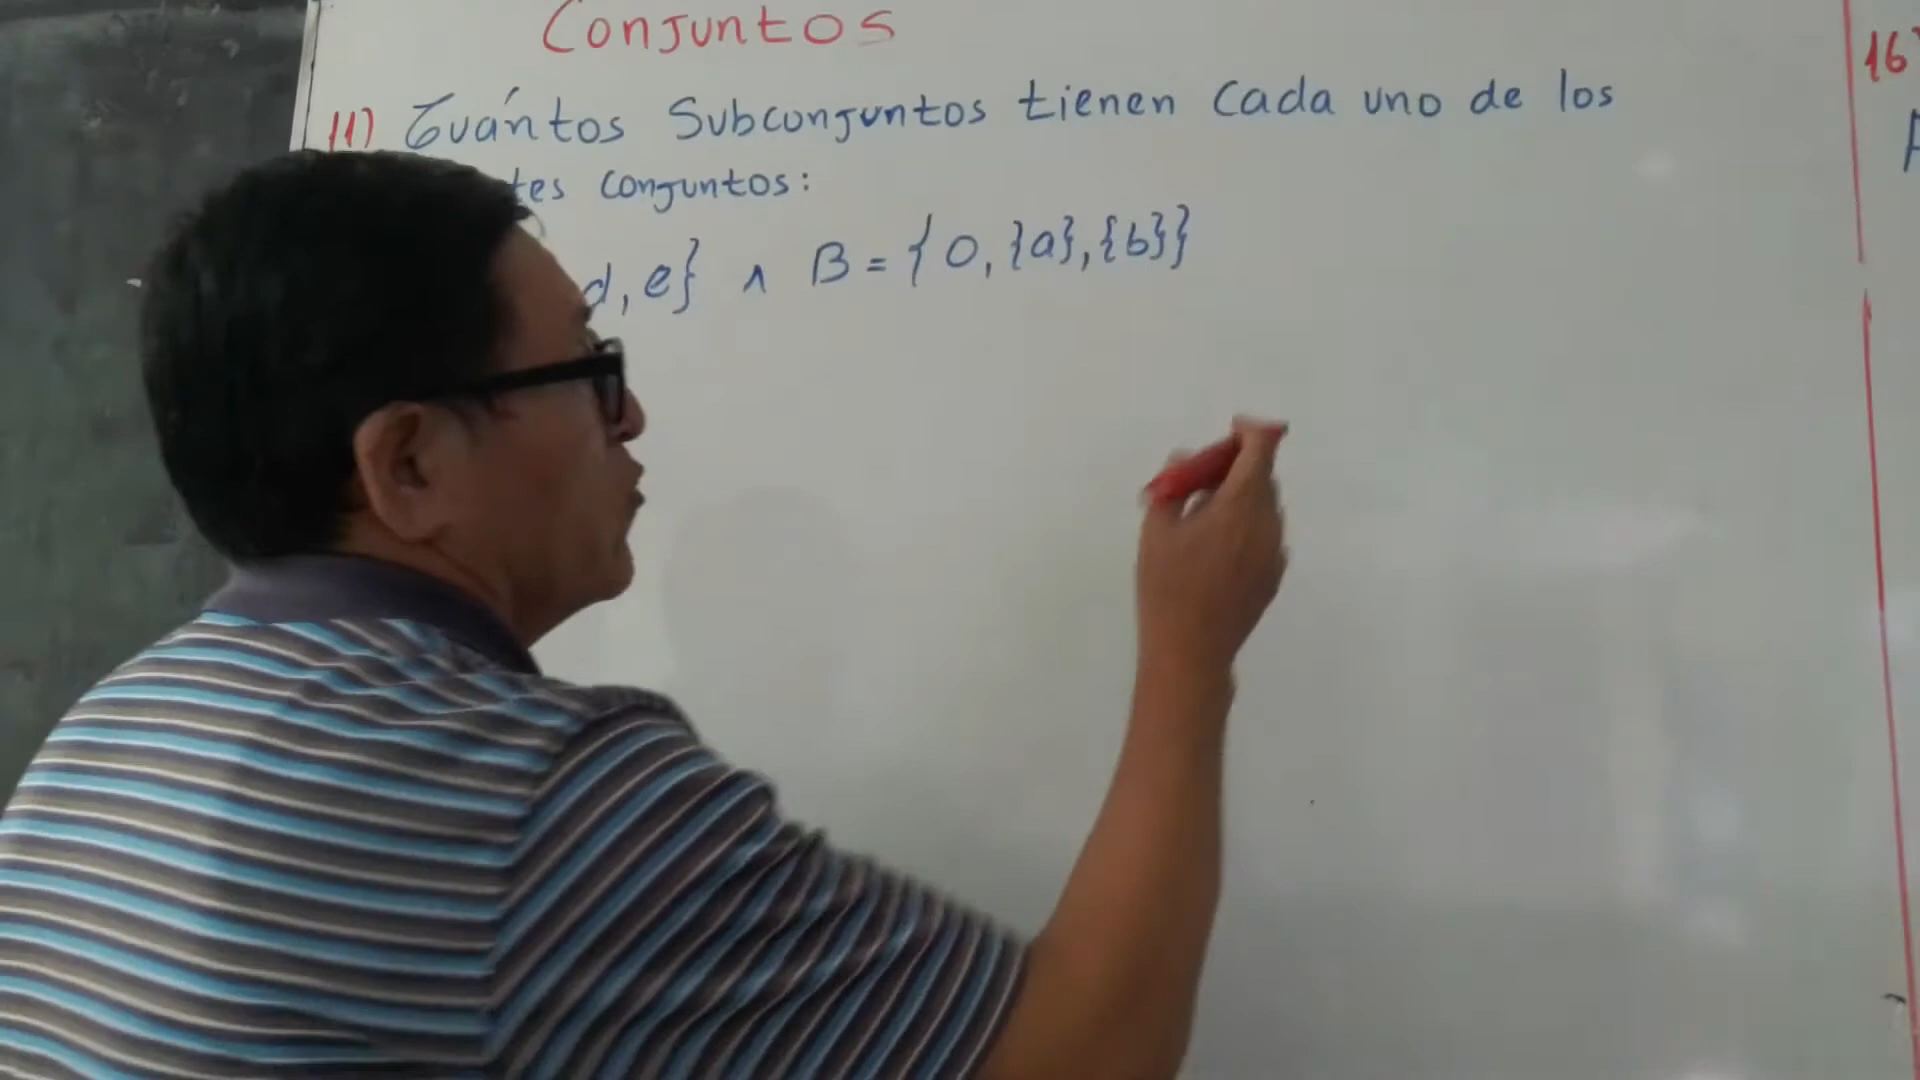 Conjuntos
11) Cuántos Subconjuntos tienen cada uno de los
tes conjuntos:
d, e} ∧ B = { 0, {a}, {b}}
16)